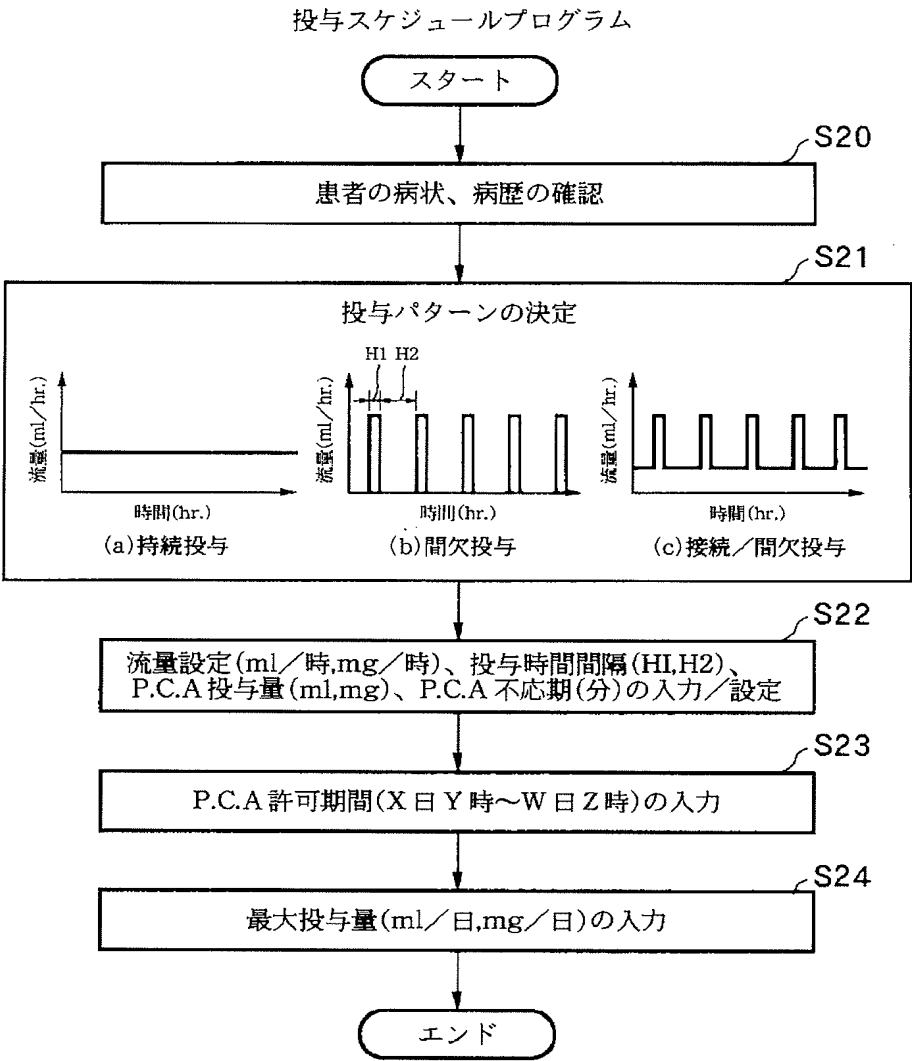 投与スケジュールプログラム
スタート
S20
患者の病状、病歴の確認
S21
投与パターンの決定
H1 H2
流量(ml/hr.)
時間(hr.)
(a)持続投与
流量(ml/hr.)
時間(hr.)
(b)間欠投与
流量(ml/hr.)
時間(hr.)
(c)接続/間欠投与
S22
流量設定(ml/時,mg/時)、投与時間間隔(HI,H2)、
P.C.A 投与量(ml,mg)、P.C.A 不応期(分)の入力/設定
S23
P.C.A 許可期間(X日Y時~W日Z時)の入力
S24
最大投与量(ml/日,mg/日)の入力
エンド